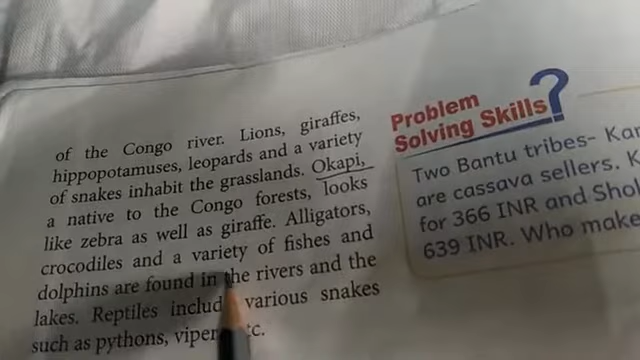 of the Congo river. Lions, giraffes,
hippopotamuses, leopards and a variety
of snakes inhabit the grasslands. Okapi,
a native to the Congo forests, looks
like zebra as well as giraffe. Alligators,
crocodiles and a variety of fishes and
dolphins are found in the rivers and the
lakes. Reptiles includ various snakes
such as pythons, viper tc.
Problem
Solving Skills?
Two Bantu tribes- Kar
are cassava sellers. K
for 366 INR and Shol
639 INR. Who make